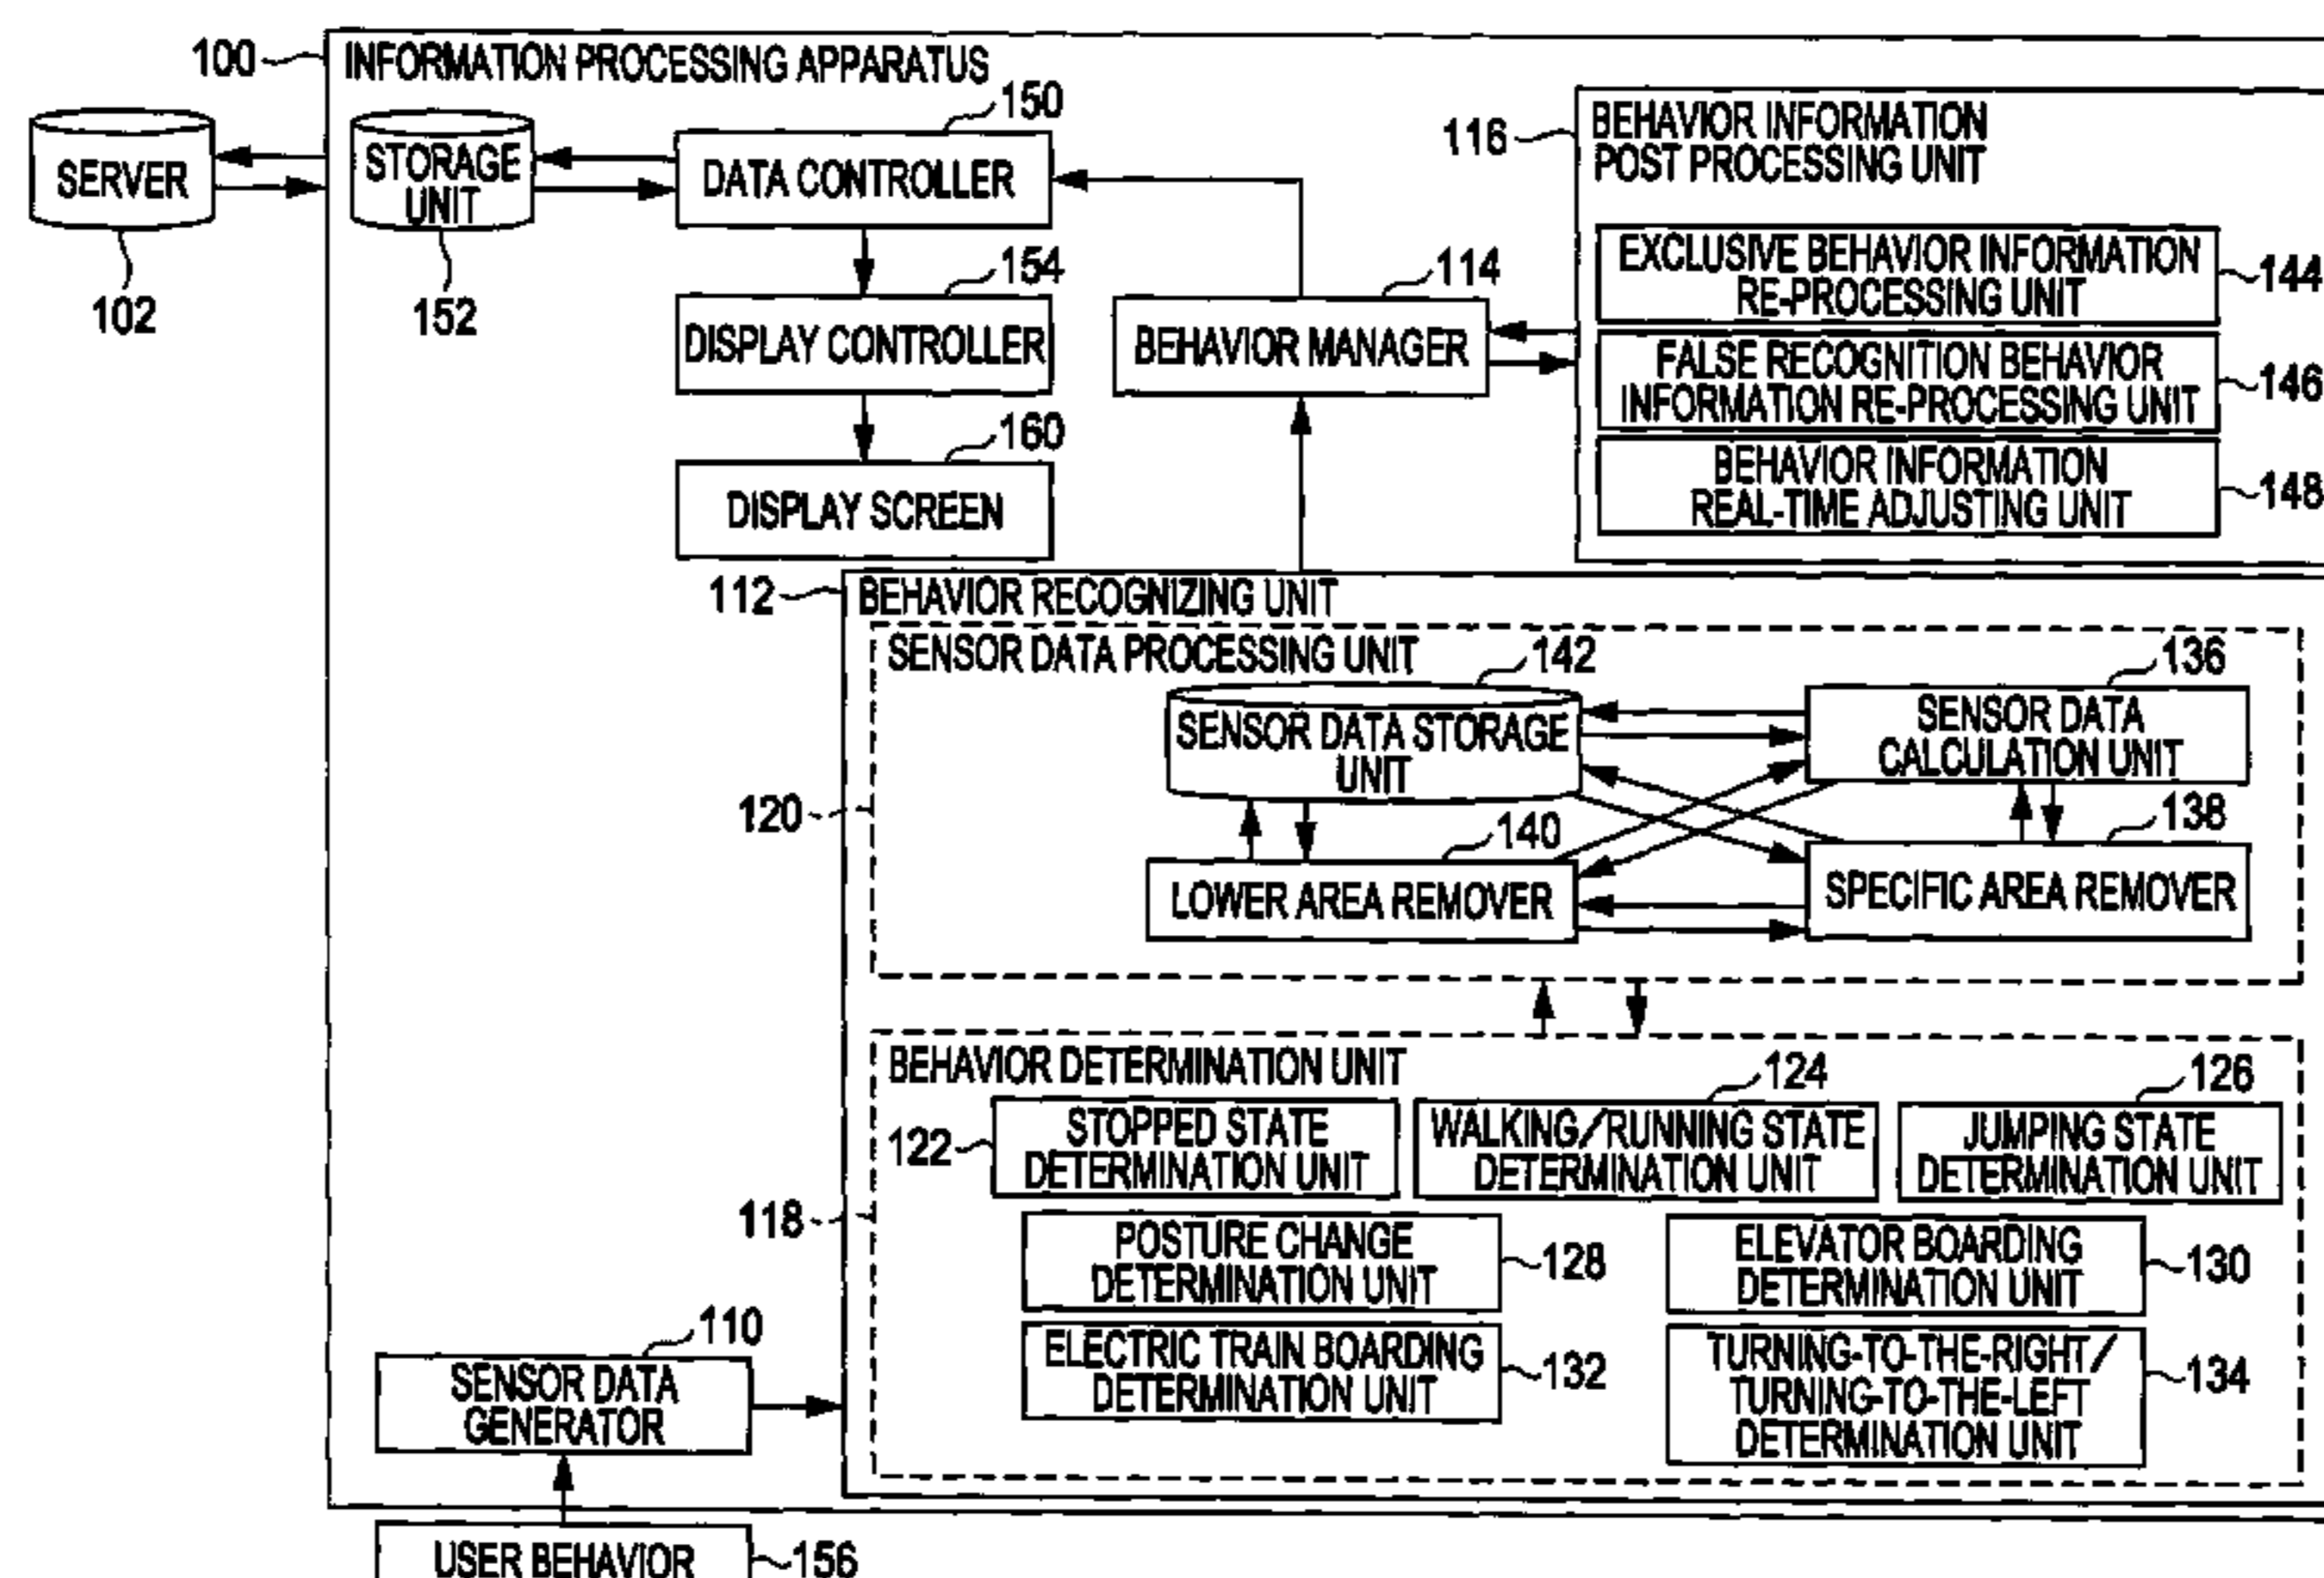 100
INFORMATION PROCESSING APPARATUS
SERVER
102
STORAGE
UNIT
152
150
DATA CONTROLLER
154
DISPLAY CONTROLLER
160
DISPLAY SCREEN
114
BEHAVIOR MANAGER
116
BEHAVIOR INFORMATION
POST PROCESSING UNIT
EXCLUSIVE BEHAVIOR INFORMATION
RE-PROCESSING UNIT
144
FALSE RECOGNITION BEHAVIOR
INFORMATION RE-PROCESSING UNIT
146
BEHAVIOR INFORMATION
REAL-TIME ADJUSTING UNIT
148
112
BEHAVIOR RECOGNIZING UNIT
120
SENSOR DATA PROCESSING UNIT
142
SENSOR DATA STORAGE
UNIT
136
SENSOR DATA
CALCULATION UNIT
140
LOWER AREA REMOVER
138
SPECIFIC AREA REMOVER
118
BEHAVIOR DETERMINATION UNIT
122
STOPPED STATE
DETERMINATION UNIT
124
WALKING/RUNNING STATE
DETERMINATION UNIT
126
JUMPING STATE
DETERMINATION UNIT
POSTURE CHANGE
DETERMINATION UNIT
128
ELEVATOR BOARDING
DETERMINATION UNIT
130
ELECTRIC TRAIN BOARDING
DETERMINATION UNIT
132
TURNING-TO-THE-RIGHT/
TURNING-TO-THE-LEFT
DETERMINATION UNIT
134
110
SENSOR DATA
GENERATOR
USER BEHAVIOR
156